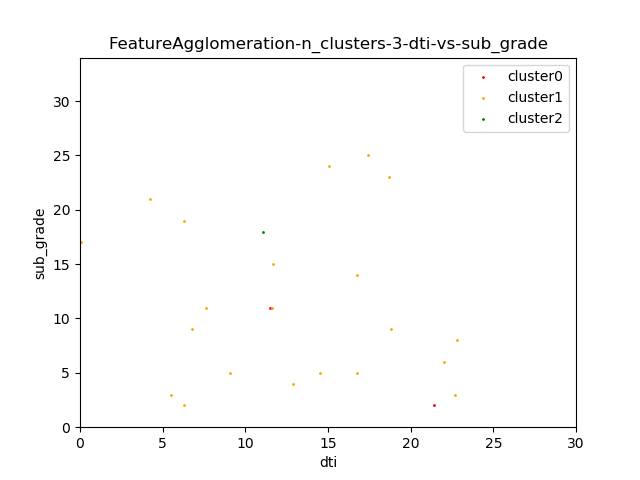 FeatureAgglomeration-n_clusters-3-dti-vs-sub_grade
cluster0
cluster1
cluster2
sub_grade
30
25
20
15
10
5
0
0 5 10 15 20 25 30
dti